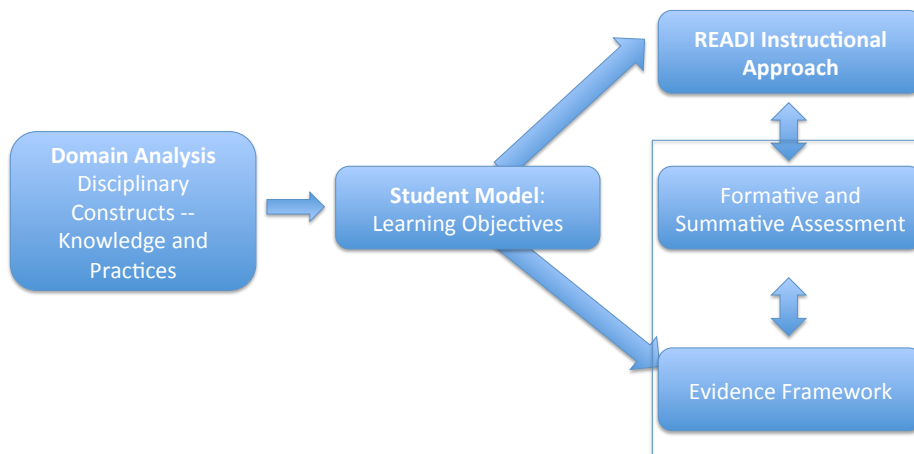 READI Instructional
Approach
Domain Analysis
Disciplinary
Constructs --
Knowledge and
Practices
Student Model:
Learning Objectives
Formative and
Summative Assessment
Evidence Framework